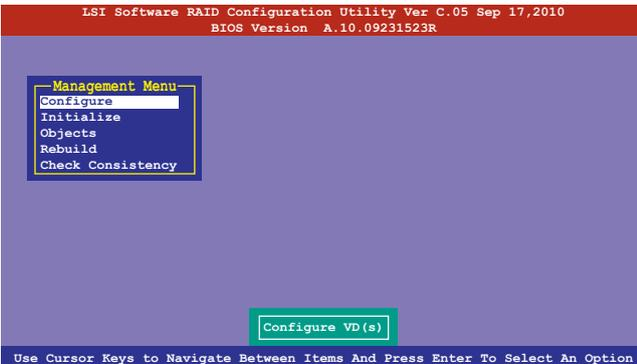 LSI Software RAID Configuration Utility Ver C.05 Sep 17,2010
BIOS Version A.10.09231523R
Management Menu
Configure
Initialize
Objects
Rebuild
Check Consistency
Configure VD(s)
Use Cursor Keys to Navigate Between Items And Press Enter To Select An Option